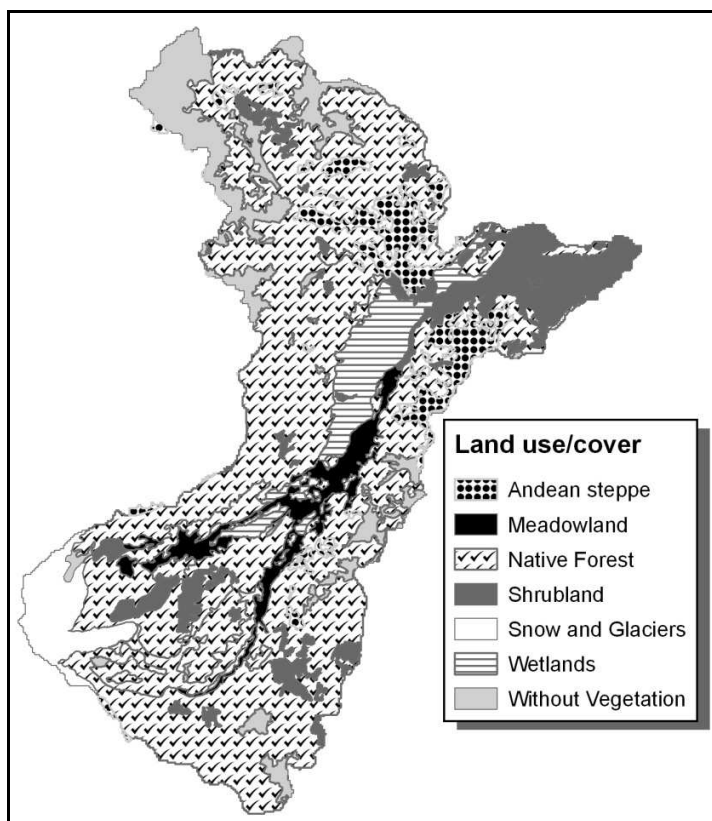 Land use/cover
Andean steppe
Meadowland
Native Forest
Shrubland
Snow and Glaciers
Wetlands
Without Vegetation